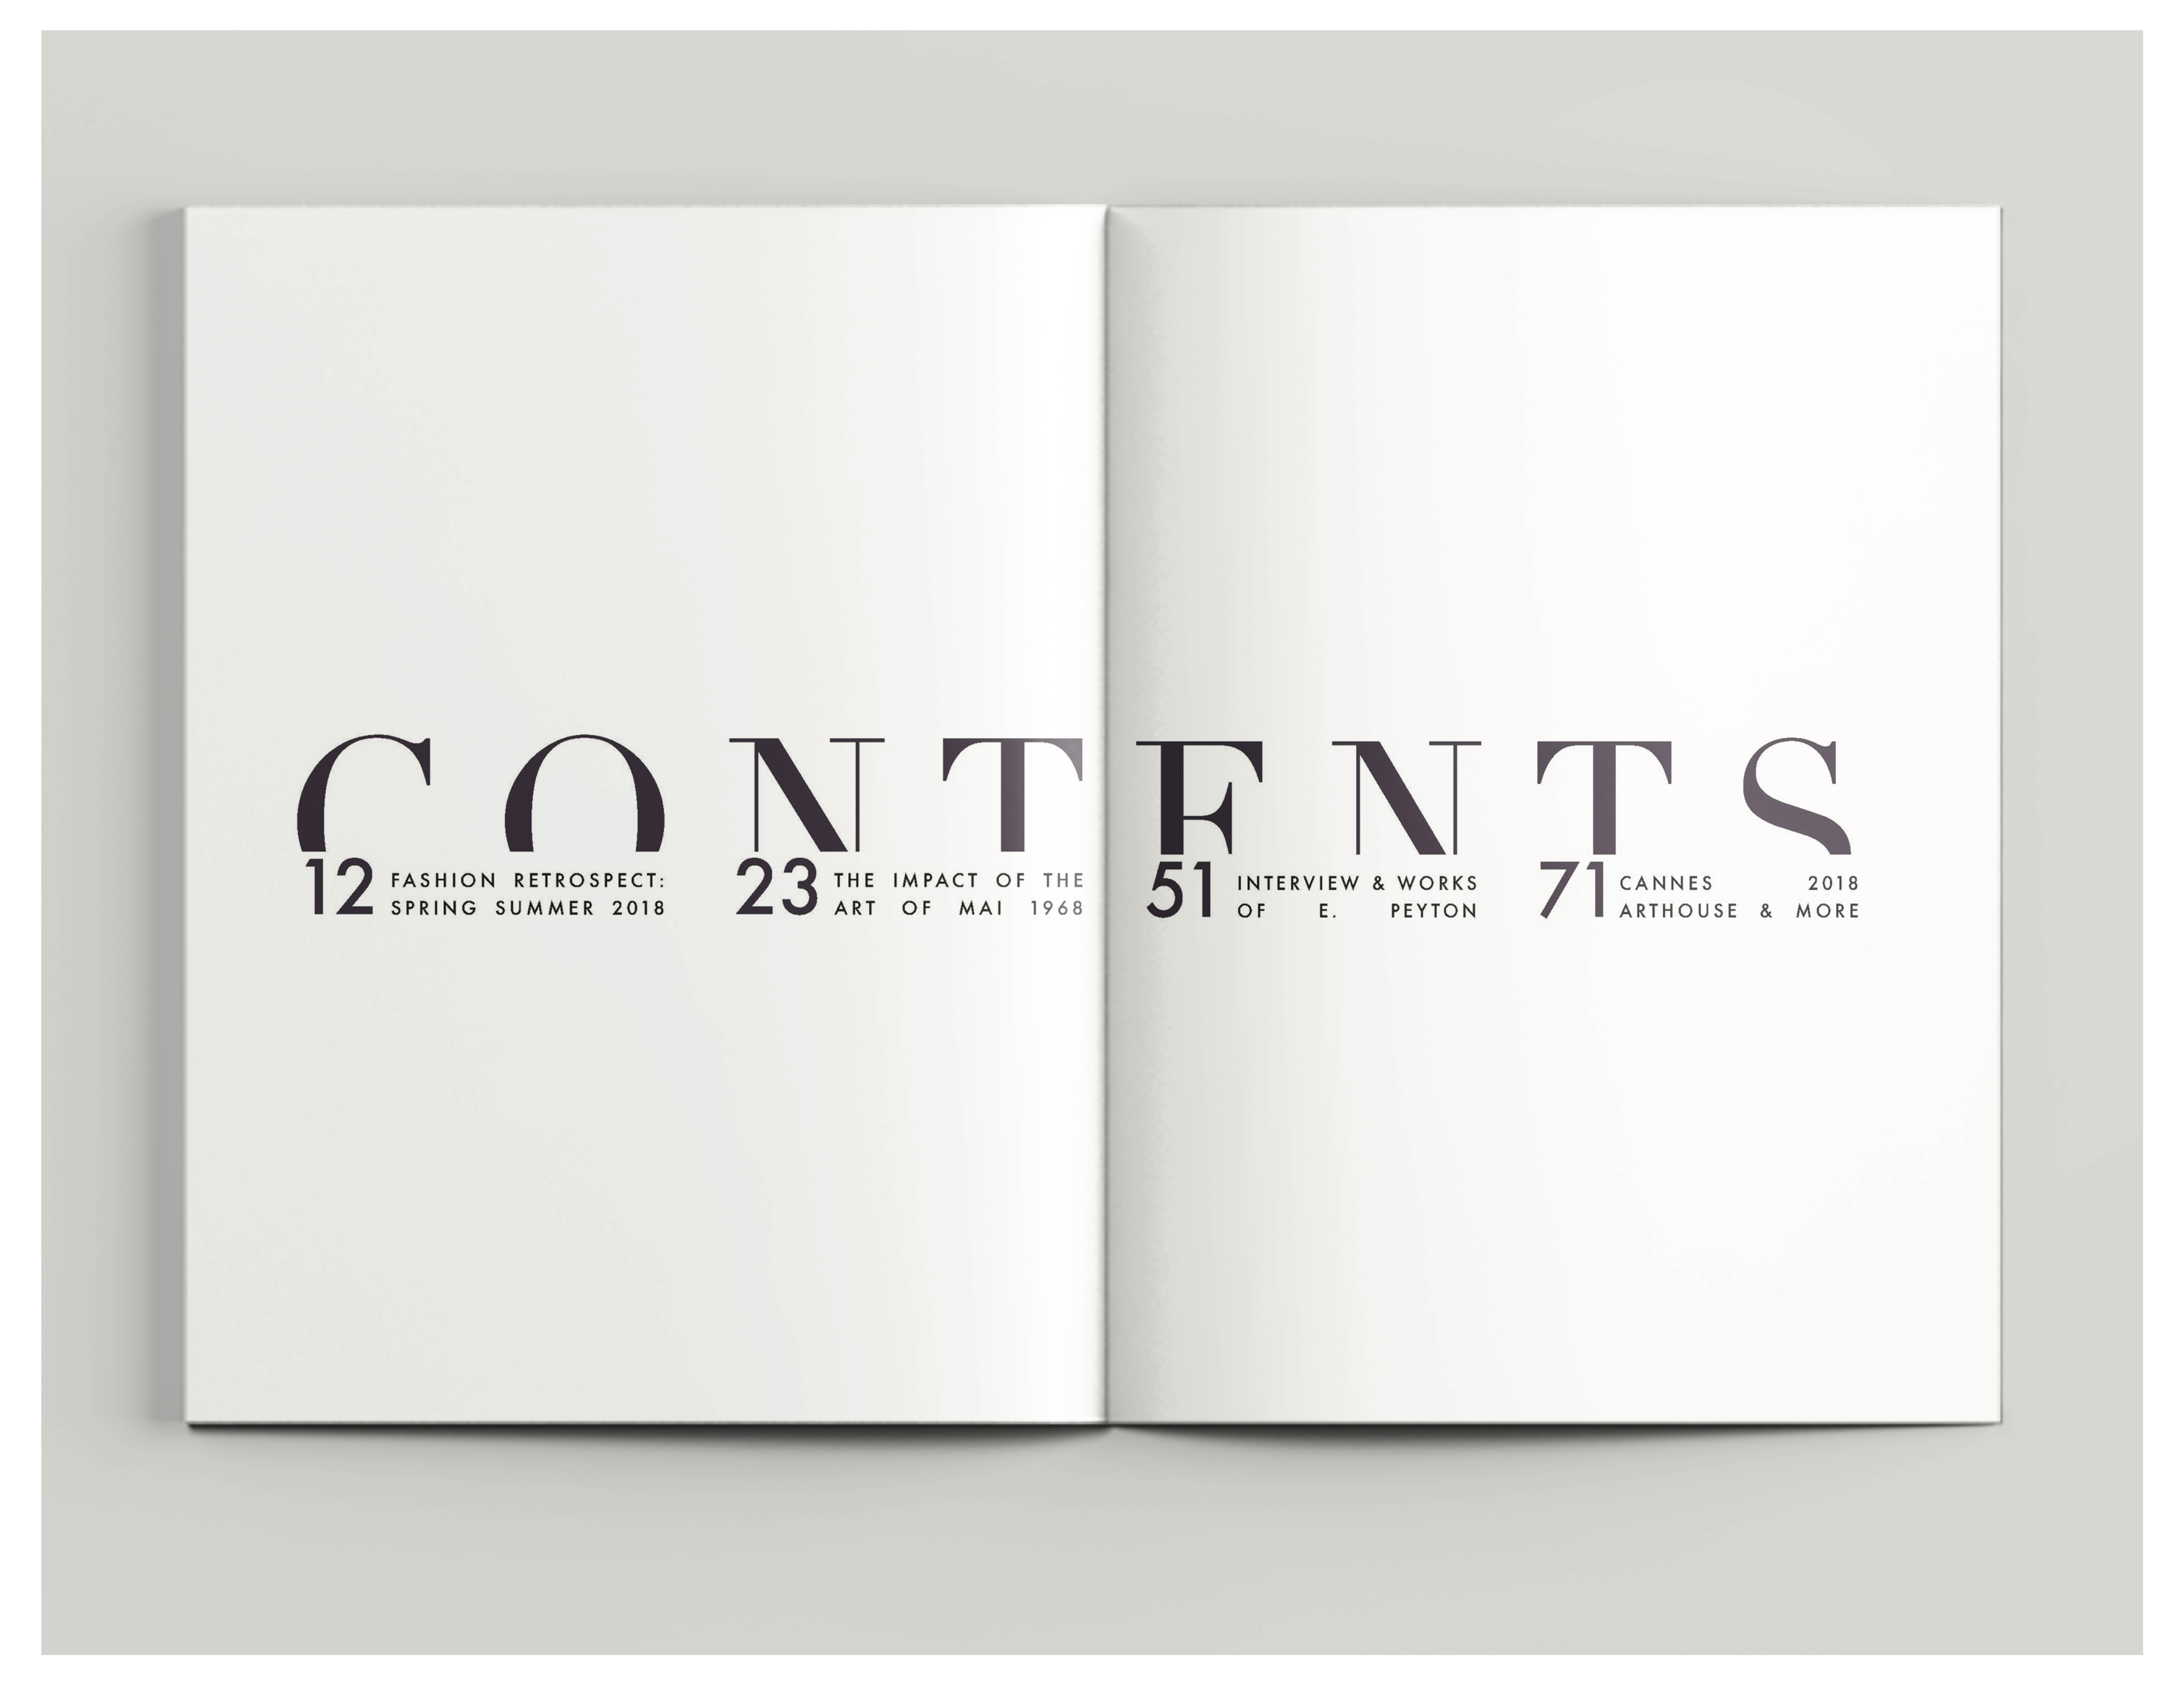 CONTENTS
12 FASHION RETROSPECT:
SPRING SUMMER 2018
23 THE IMPACT OF THE
ART OF MAI 1968
51 INTERVIEW & WORKS
OF E. PEYTON
71 CANNES 2018
ARTHOUSE & MORE